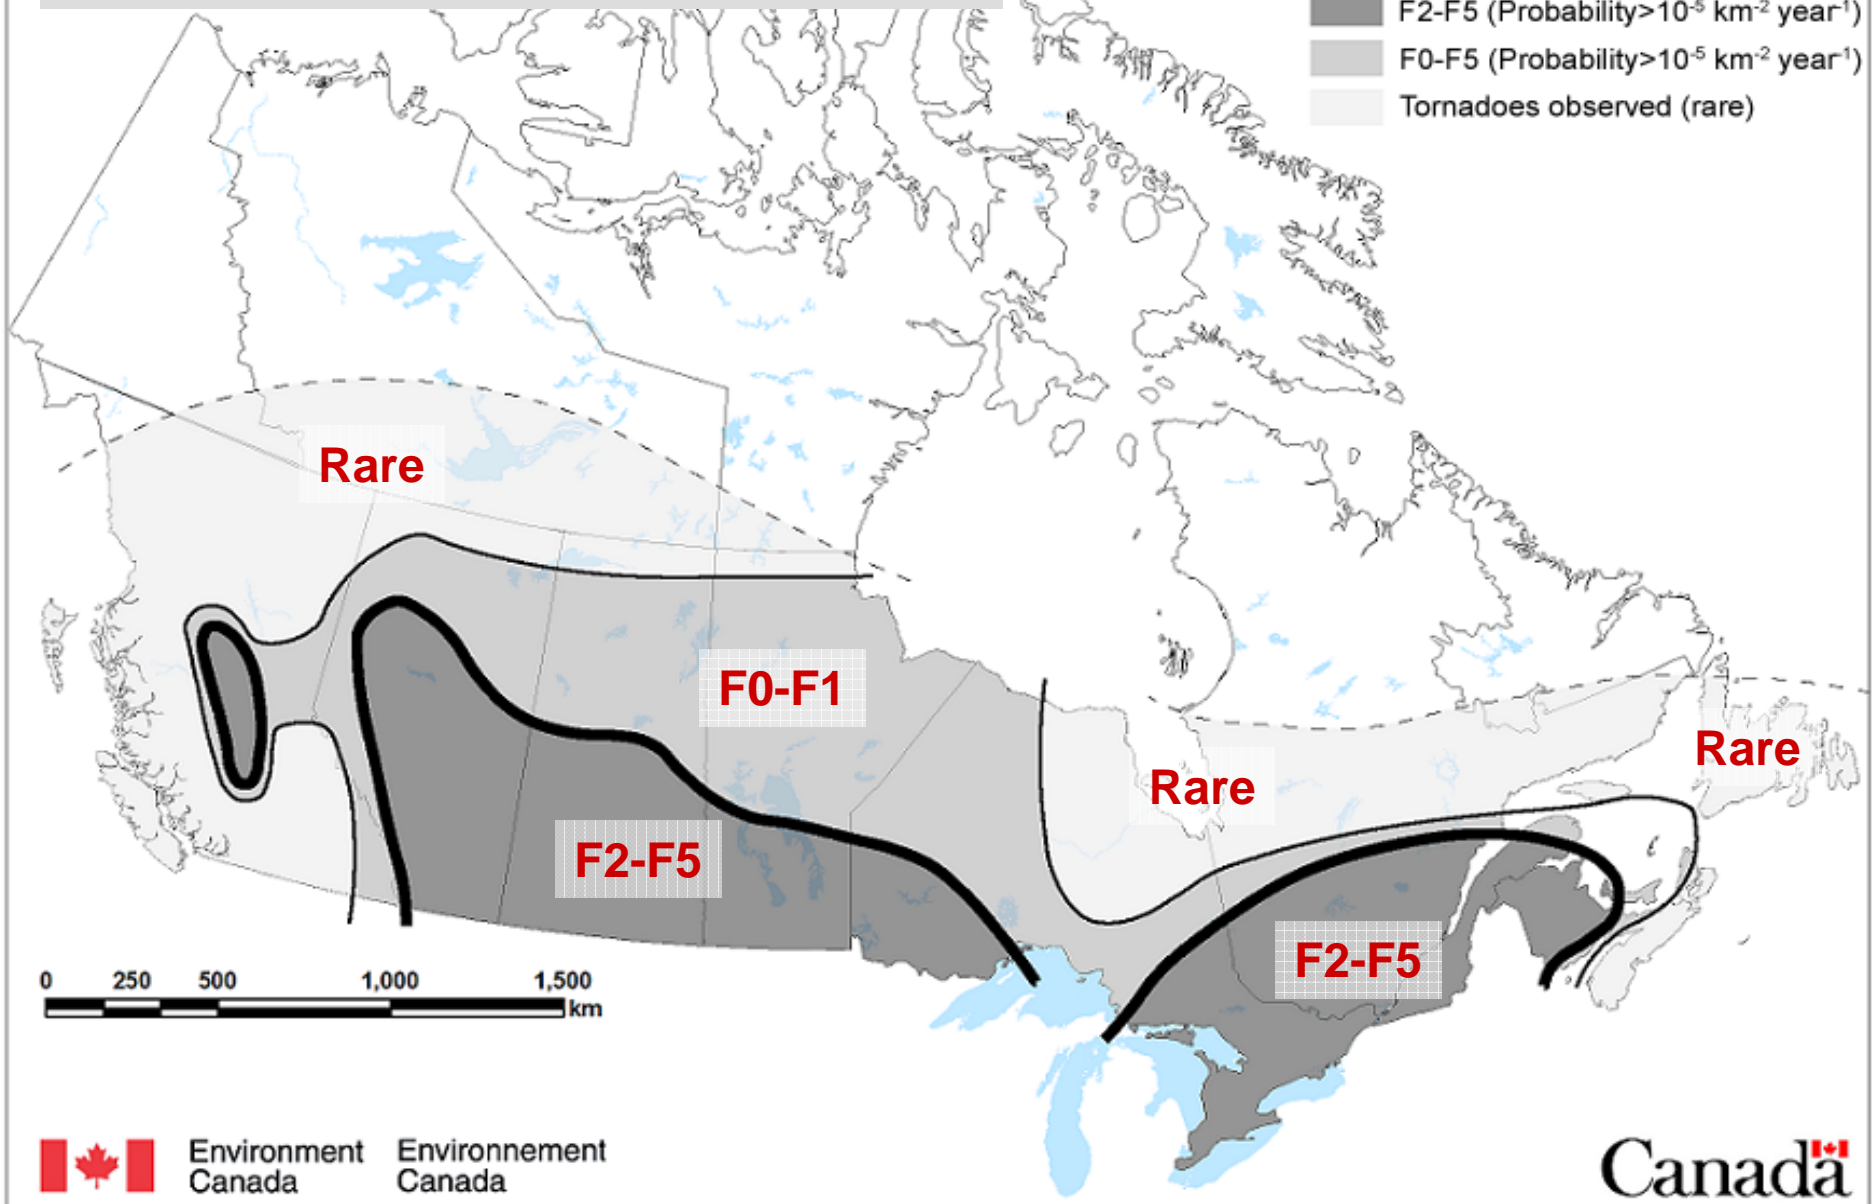 F2-F5 (Probability>10⁻⁵ km⁻² year⁻¹)
F0-F5 (Probability>10⁻⁵ km⁻² year⁻¹)
Tornadoes observed (rare)
Rare
F0-F1
Rare
Rare
F2-F5
F2-F5
0 250 500 1,000 1,500
km
Environment Environnement
Canada Canada
Canada